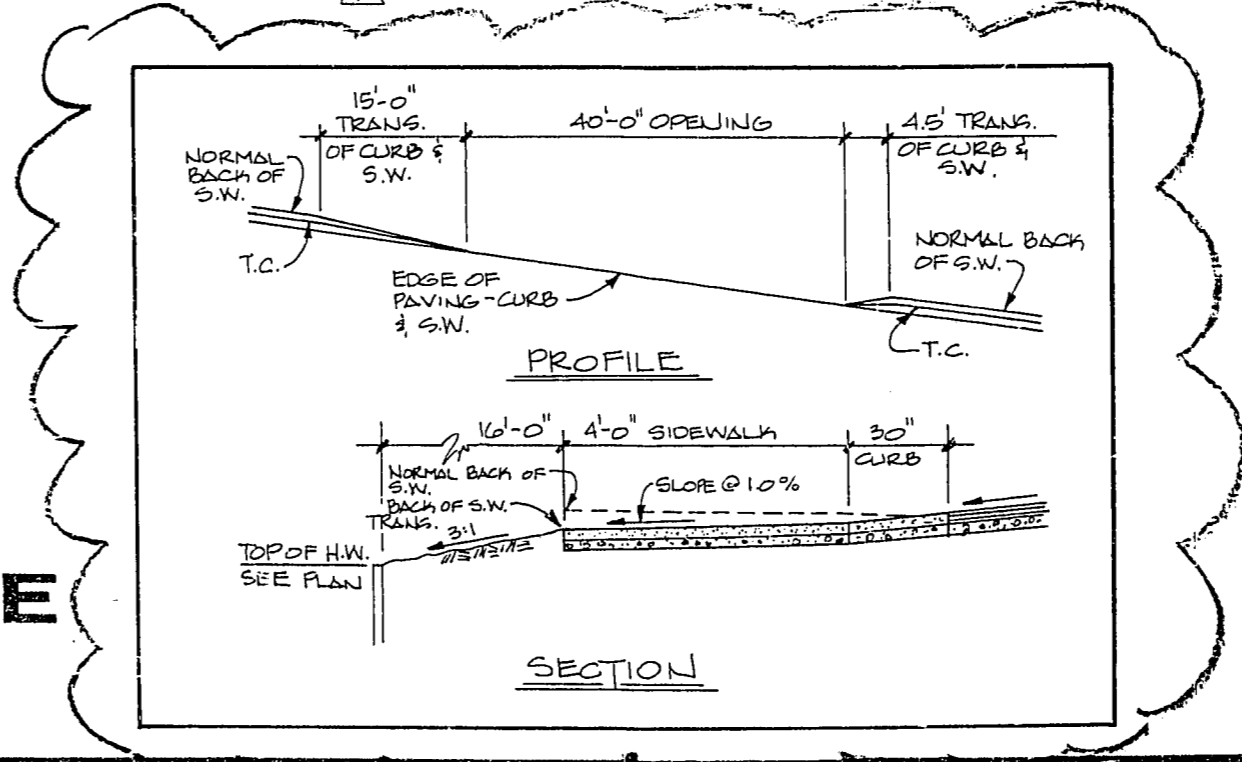 15'-0"
TRANS.
OF CURB &
S.W.
40'-0" OPENING
4.5' TRANS.
OF CURB &
S.W.
NORMAL
BACK OF
S.W.
T.C.
EDGE OF
PAVING-CURB
& S.W.
NORMAL BACK
OF S.W.
T.C.
PROFILE
16'-0"
4'-0" SIDEWALK
30"
CURB
NORMAL BACK OF
S.W.
BACK OF S.W.
TRANS.
SLOPE @ 1.0%
3:1
TOP OF H.W.
SEE PLAN
E
SECTION